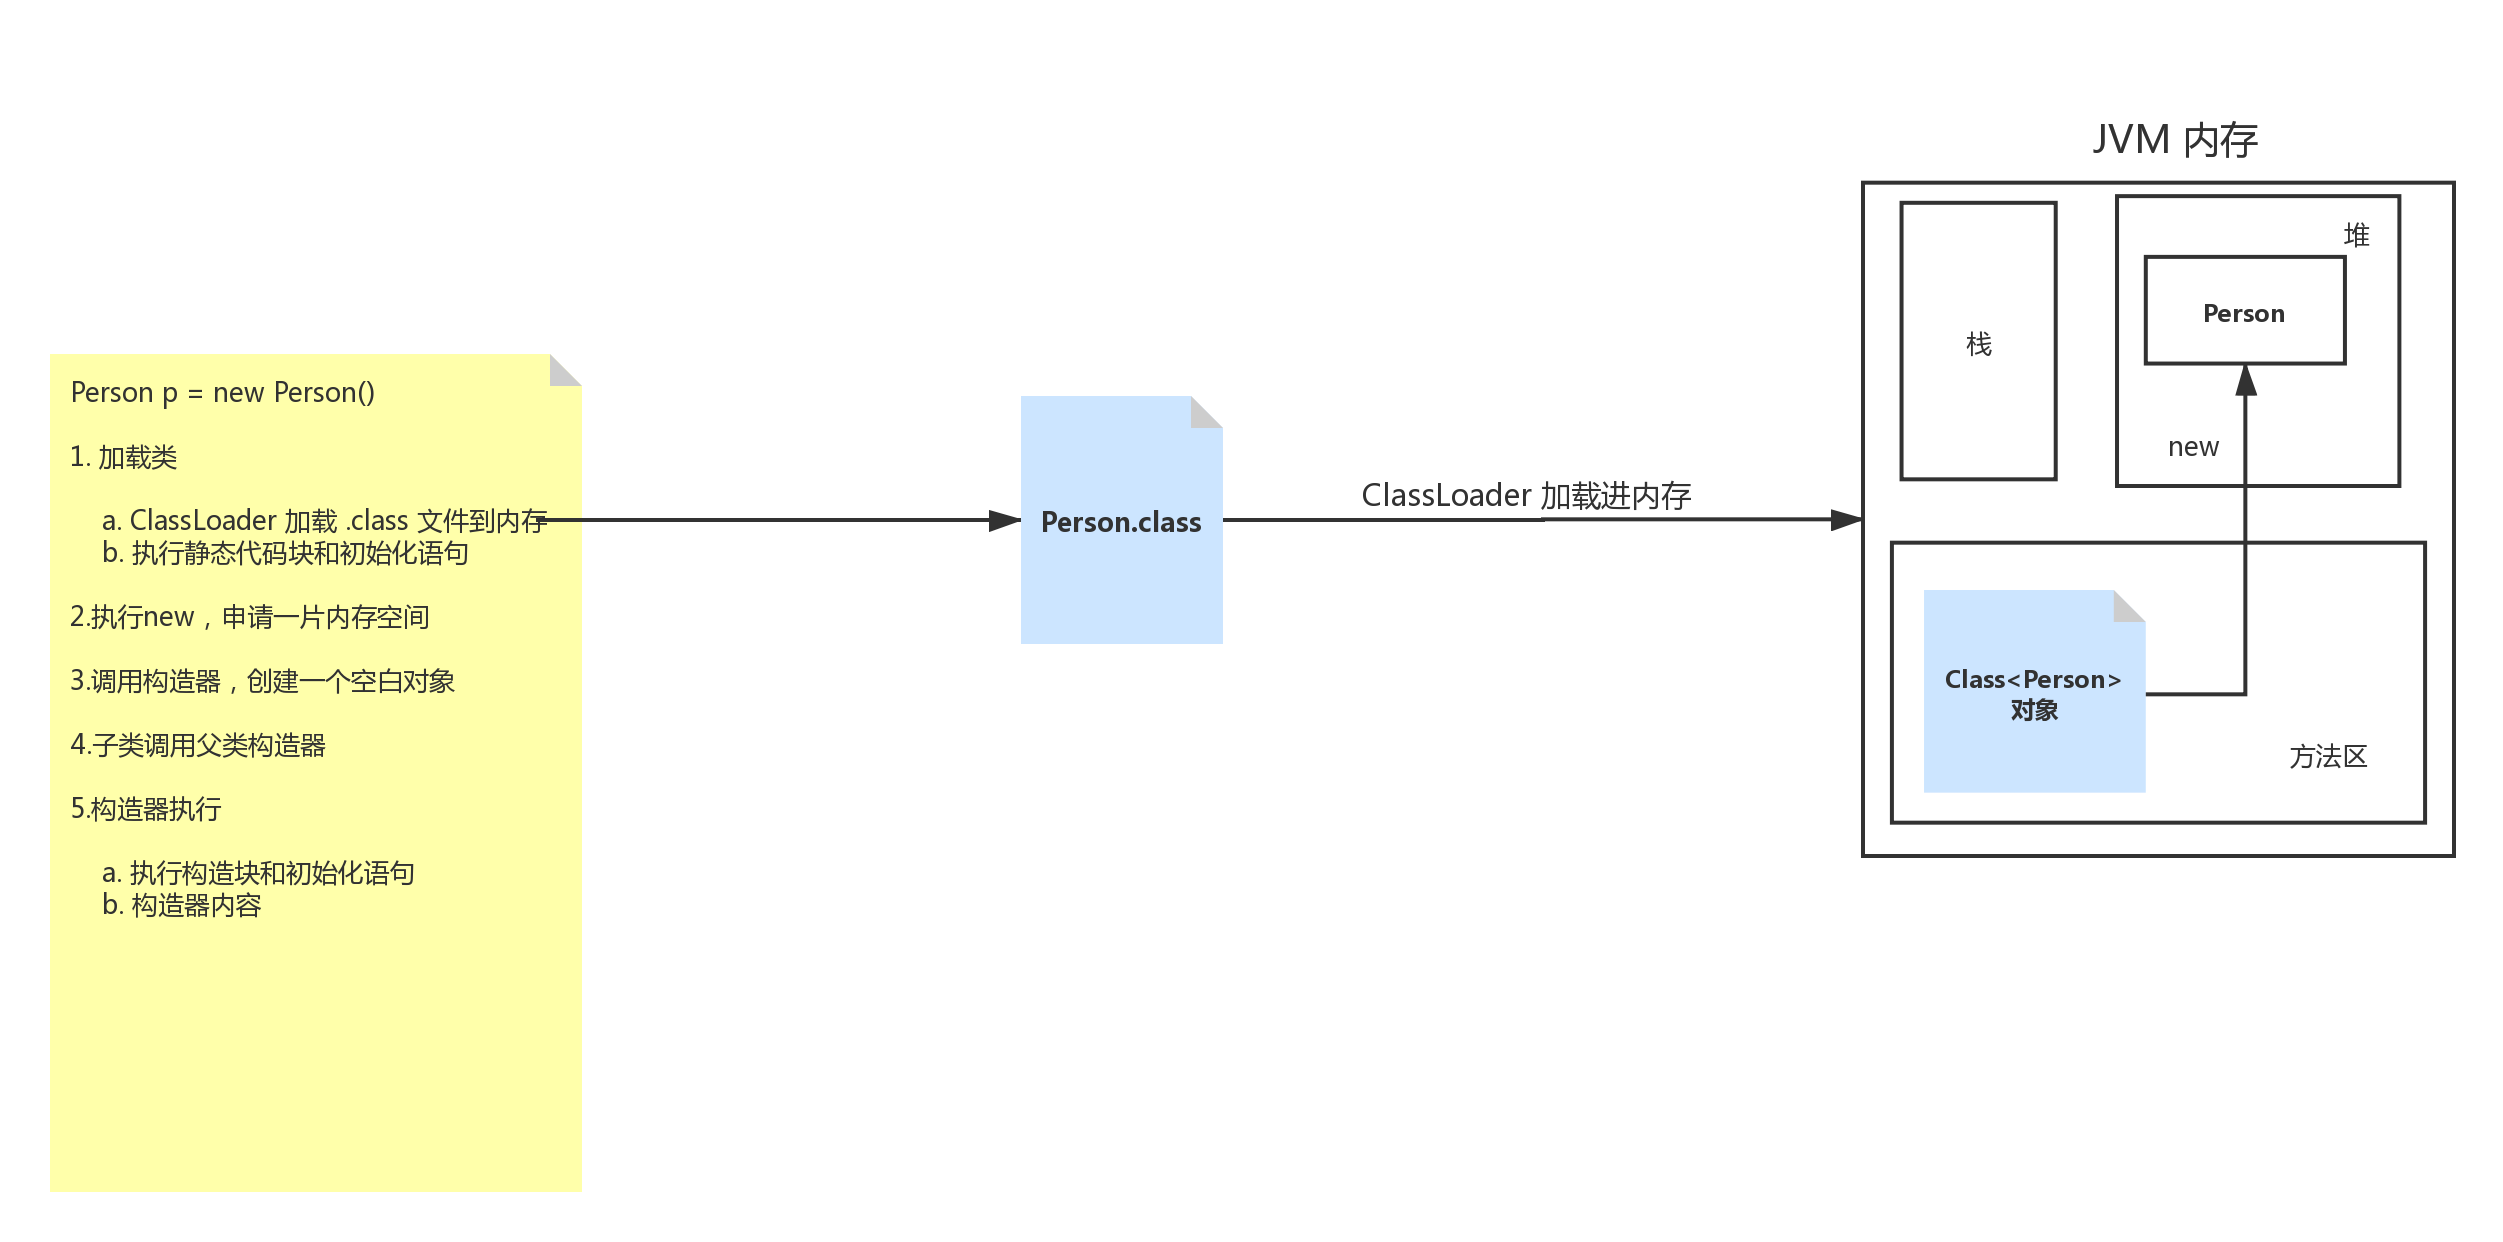 Person p = new Person()
1. 加载类
a. ClassLoader 加载 .class 文件到内存
b. 执行静态代码块和初始化语句
2.执行new，申请一片内存空间
3.调用构造器，创建一个空白对象
4.子类调用父类构造器
5.构造器执行
a. 执行构造块和初始化语句
b. 构造器内容
Person.class
ClassLoader 加载进内存
JVM 内存
栈
堆
Person
new
Class<Person>
对象
方法区